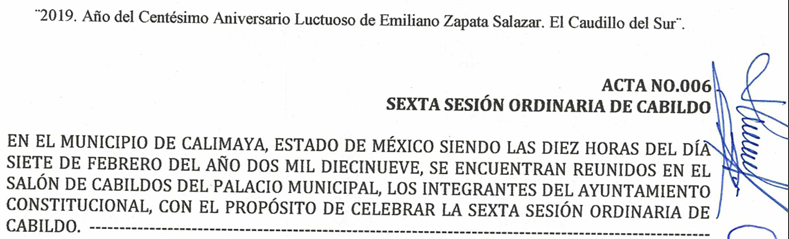 ¨2019. Año del Centésimo Aniversario Luctuoso de Emiliano Zapata Salazar. El Caudillo del Sur¨.
ACTA NO.006
SEXTA SESIÓN ORDINARIA DE CABILDO
EN EL MUNICIPIO DE CALIMAYA, ESTADO DE MÉXICO SIENDO LAS DIEZ HORAS DEL DÍA
SIETE DE FEBRERO DEL AÑO DOS MIL DIECINUEVE, SE ENCUENTRAN REUNIDOS EN EL
SALÓN DE CABILDOS DEL PALACIO MUNICIPAL, LOS INTEGRANTES DEL AYUNTAMIENTO
CONSTITUCIONAL, CON EL PROPÓSITO DE CELEBRAR LA SEXTA SESIÓN ORDINARIA DE
CABILDO. ------------------------------------------------------------------------------------------------------